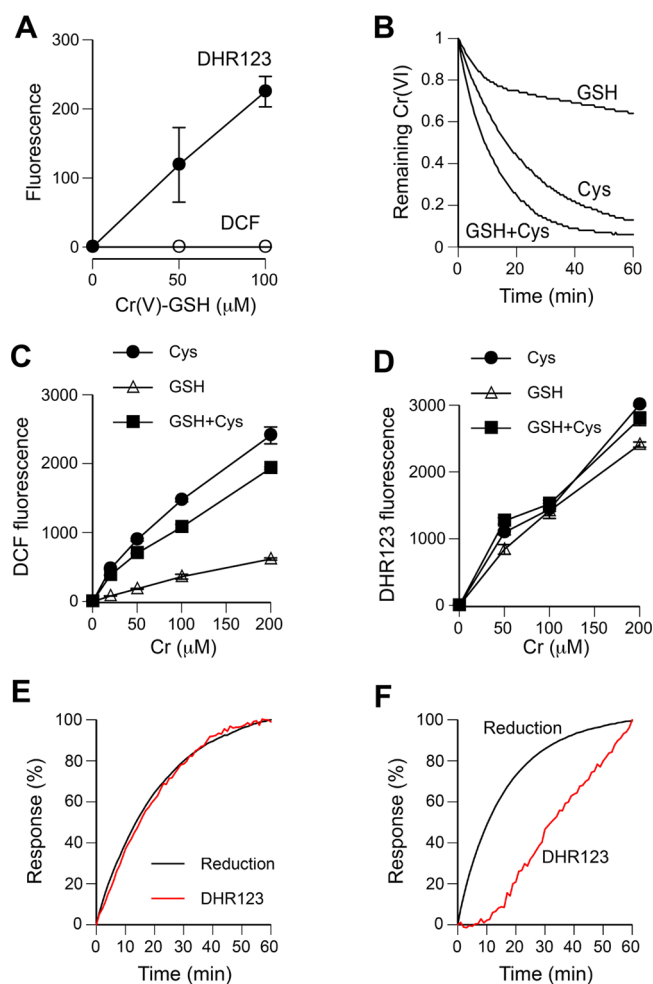 A
300
200
100
0
Fluorescence
DHR123
DCF
0
50
100
Cr(V)-GSH (μM)
B
1
0.8
0.6
0.4
0.2
0
Remaining Cr(VI)
GSH
Cys
GSH+Cys
0
20
40
60
Time (min)
C
Cys
GSH
GSH+Cys
3000
2000
1000
0
DCF fluorescence
0
50
100
150
200
Cr (μM)
D
Cys
GSH
GSH+Cys
3000
2000
1000
0
DHR123 fluorescence
0
50
100
150
200
Cr (μM)
E
100
80
60
40
20
0
Response (%)
Reduction
DHR123
0
10
20
30
40
50
60
Time (min)
F
100
80
60
40
20
0
Response (%)
Reduction
DHR123
0
10
20
30
40
50
60
Time (min)